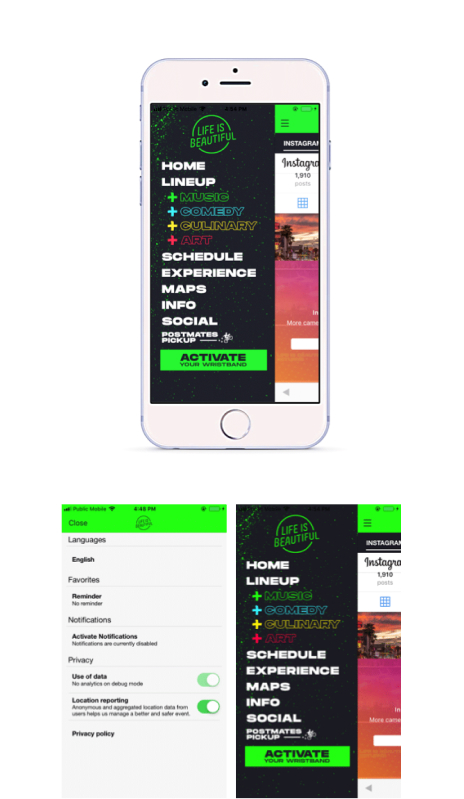 LIFE IS
BEAUTIFUL
HOME
LINEUP
+ MUSIC
+ COMEDY
+ CULINARY
+ ART
SCHEDULE
EXPERIENCE
MAPS
INFO
SOCIAL
POSTMATES
PICKUP
ACTIVATE
YOUR WRISTBAND
INSTAGRAM
Instagra
1,910
posts
In
More came
Public Mobile 4:48 PM
Close
LIFE IS
BEAUTIFUL
Languages
English
Favorites
Reminder
No reminder
Notifications
Activate Notifications
Notifications are currently disabled
Privacy
Use of data
No analytics on debug mode
Location reporting
Anonymous and aggregated location data from
users helps us manage a better and safer event.
Privacy policy
LIFE IS
BEAUTIFUL
HOME
LINEUP
+ MUSIC
+ COMEDY
+ CULINARY
+ ART
SCHEDULE
EXPERIENCE
MAPS
INFO
SOCIAL
POSTMATES
PICKUP
ACTIVATE
YOUR WRISTBAND
INSTAGRAM
Instagra
1,910
posts
In
More came